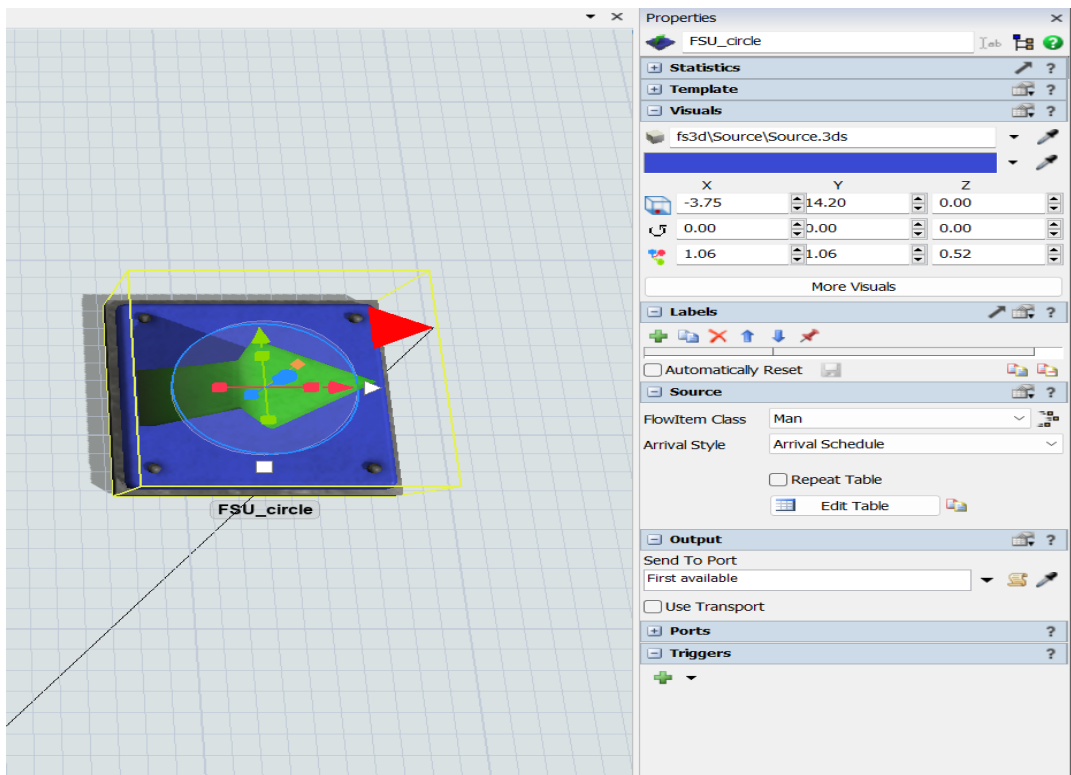 Properties
FSU_circle
Statistics
?
Template
?
Visuals
?
fs3d\Source\Source.3ds
X Y Z
-3.75 14.20 0.00
0.00 0.00 0.00
1.06 1.06 0.52
More Visuals
Labels
?
Automatically Reset
Source
?
FlowItem Class Man
Arrival Style Arrival Schedule
Repeat Table
Edit Table
Output
?
Send To Port
First available
Use Transport
Ports
?
Triggers
?
FSU_circle